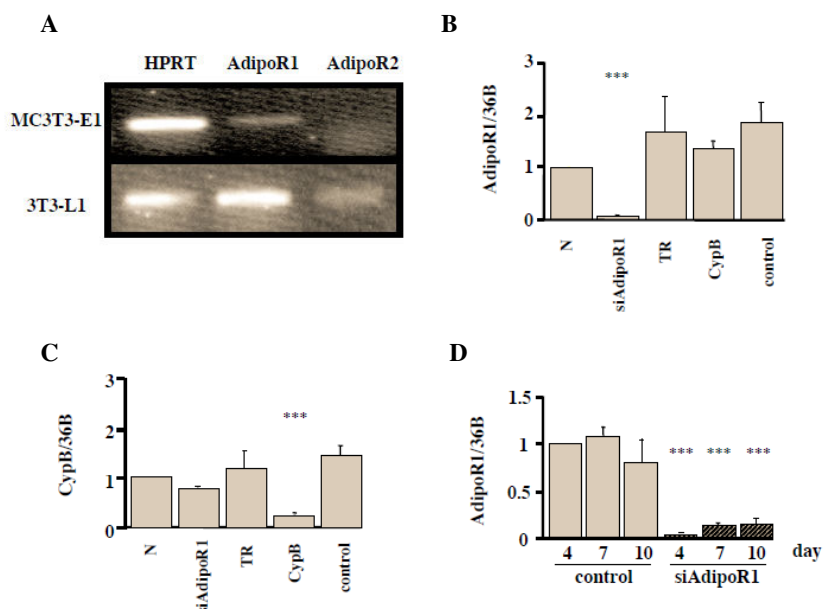 A
HPRT AdipoR1 AdipoR2
MC3T3-E1
3T3-L1
B
AdipoR1/36B
3
2
1
0
***
N siAdipoR1 TR CypB control
C
CypB/36B
3
2
1
0
***
N siAdipoR1 TR CypB control
D
AdipoR1/36B
1.5
1
0.5
0
*** *** ***
4 7 10 4 7 10 day
control siAdipoR1